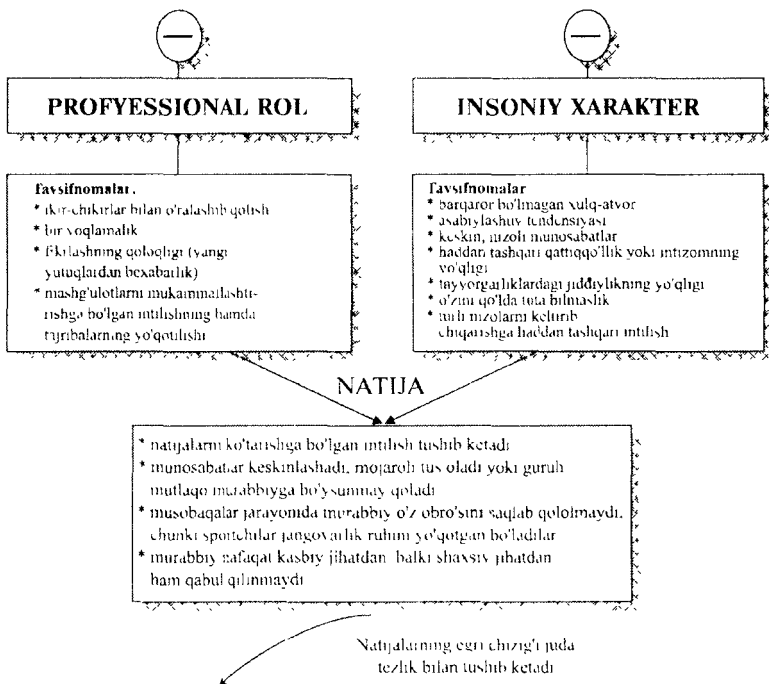 PROFYESSIONAL ROL
Tavsifnomalar.
* ikir-chikirlar bilan o'ralashib qolish
* bir yoqlamalik
* fikrlashning qoloqligi (yangi
yutuqlardan bexabarlik)
* mashg'ulotlarni mukammallashti-
rishga bo'lgan intilishning hamda
tajribalarning yo'qotilishi
INSONIY XARAKTER
Tavsifnomalar
* barqaror bo'lmagan xulq-atvor
* asabiylashuv tendensiyasi
* keskin, nizoli munosabatlar
* haddan tashqari qattiqqo'llik yoki intizomning
yo'qligi
* tayyorgarliklardagi jiddiylikning yo'qligi
* o'zini qo'lda tuta bilmaslik
* turli nizolarni keltirib
chiqarishga haddan tashqari intilish
NATIJA
* natijalarni ko'tarishga bo'lgan intilish tushib ketadi
* munosabatlar keskinlashadi, mojaroli tus oladi yoki guruh
mutlaqo murabbiyga bo'ysunmay qoladi
* musobaqalar jarayonida murabbiy o'z obro'sini saqlab qololmaydi,
chunki sportchilar jangovarlik ruhini yo'qotgan bo'ladilar
* murabbiy nafaqat kasbiy jihatdan balki shaxsiy jihatdan
ham qabul qilinmaydi
Natijalarning egri chizig'i juda
tezlik bilan tushib ketadi